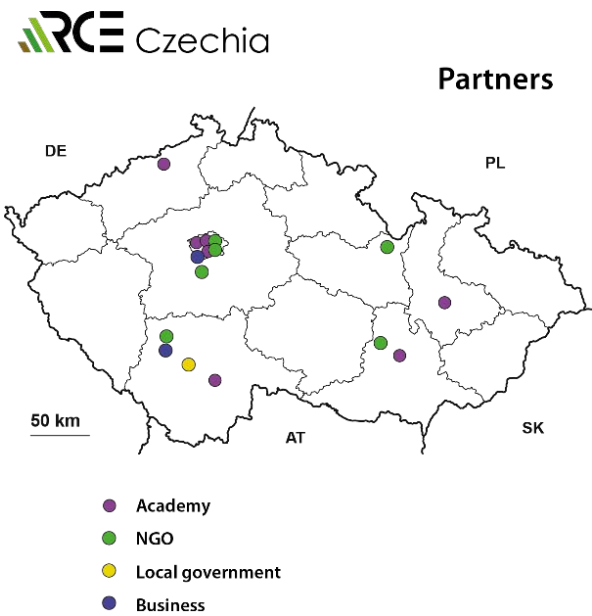 RCE Czechia
Partners
DE
PL
50 km
AT
SK
Academy
NGO
Local government
Business